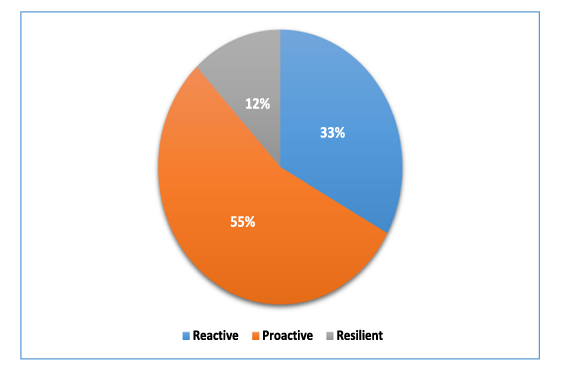 12%
33%
55%
Reactive Proactive Resilient